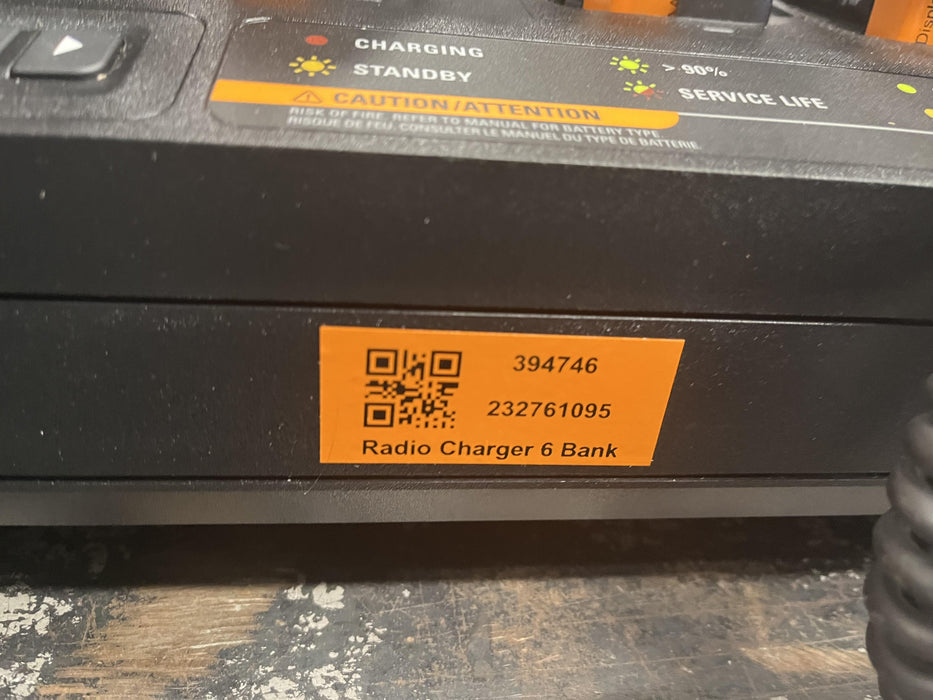 CHARGING
STANDBY
> 90%
SERVICE LIFE
CAUTION/ATTENTION
RISK OF FIRE. REFER TO MANUAL FOR BATTERY TYPE
RISQUE DE FEU. CONSULTER LE MANUEL DU TYPE DE BATTERIE.
394746
232761095
Radio Charger 6 Bank